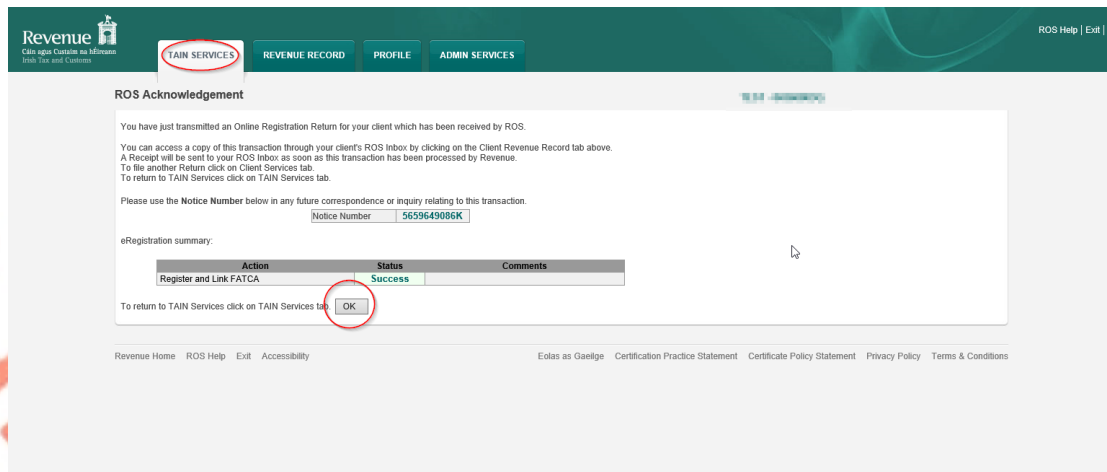 Revenue
Cáin agus Custaim na hÉireann
Irish Tax and Customs
TAIN SERVICES
REVENUE RECORD
PROFILE
ADMIN SERVICES
ROS Help | Exit |
ROS Acknowledgement
You have just transmitted an Online Registration Return for your client which has been received by ROS.
You can access a copy of this transaction through your client's ROS Inbox by clicking on the Client Revenue Record tab above.
A Receipt will be sent to your ROS Inbox as soon as this transaction has been processed by Revenue.
To file another Return click on Client Services tab.
To return to TAIN Services click on TAIN Services tab.
Please use the Notice Number below in any future correspondence or inquiry relating to this transaction.
Notice Number 5659649086K
eRegistration summary:
Action Status Comments
Register and Link FATCA Success
To return to TAIN Services click on TAIN Services tab. OK
Revenue Home ROS Help Exit Accessibility Eolas as Gaeilge Certification Practice Statement Certificate Policy Statement Privacy Policy Terms & Conditions